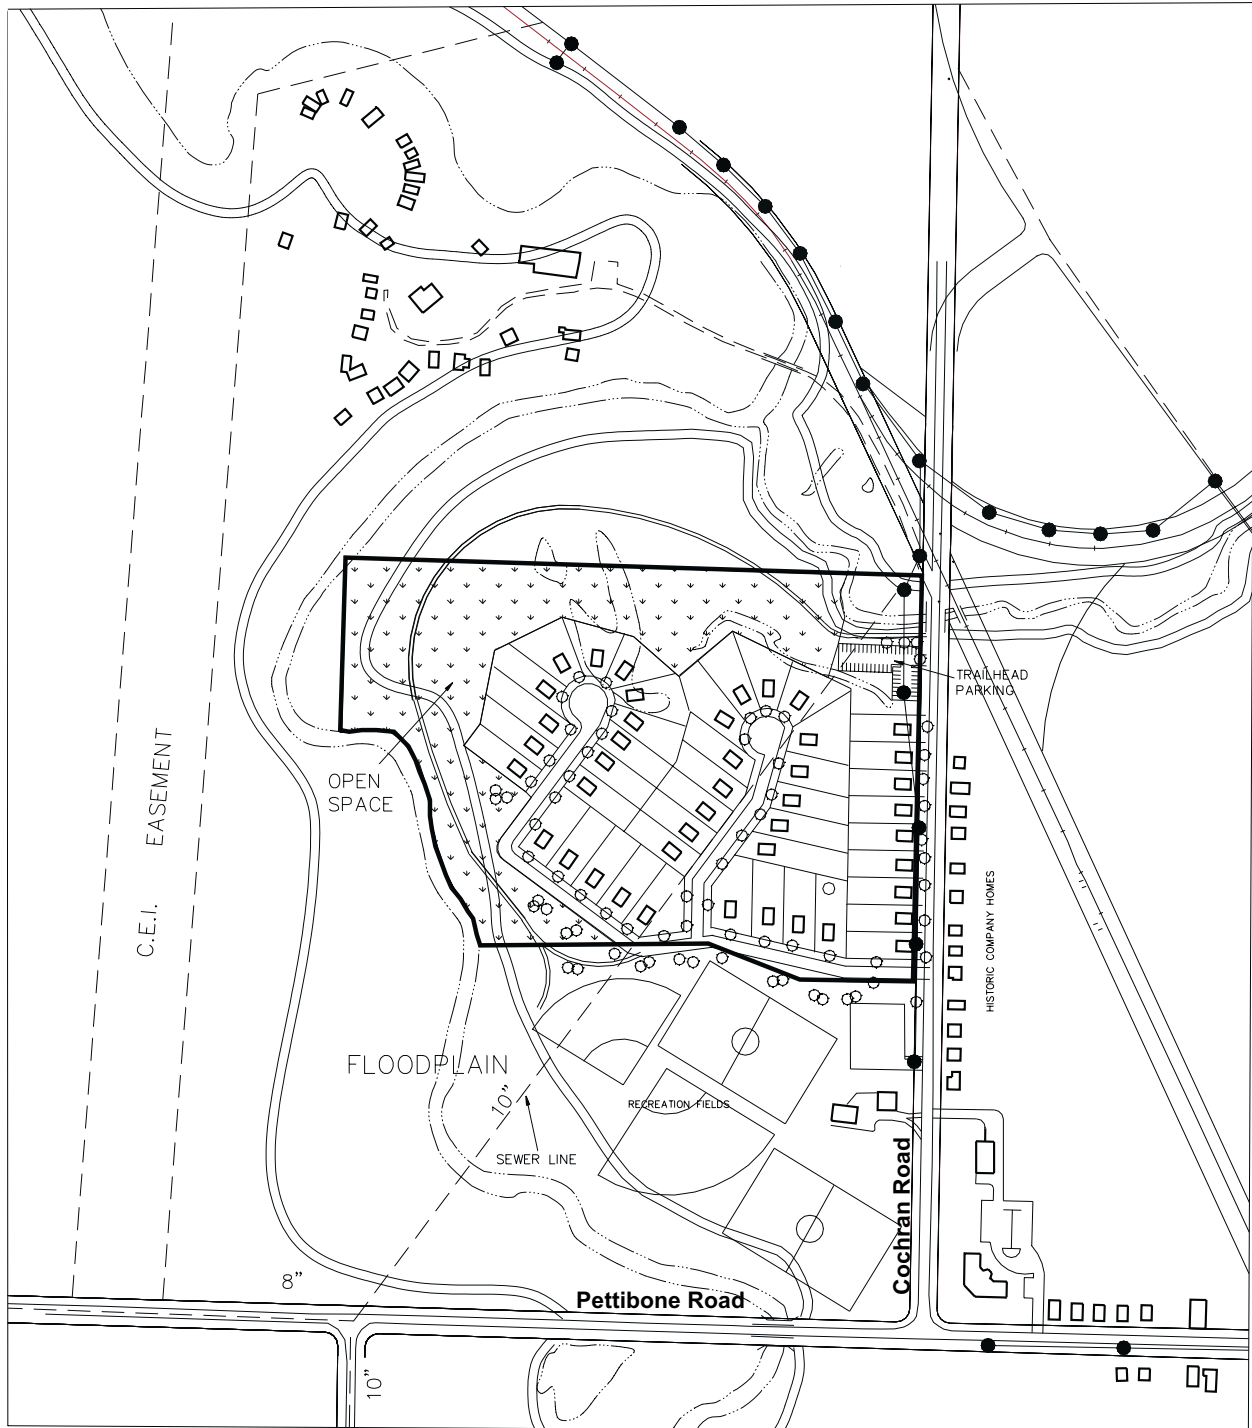 TRAILHEAD
PARKING
OPEN
SPACE
C.E.I. EASEMENT
HISTORIC COMPANY HOMES
FLOODPLAIN
10"
RECREATION FIELDS
SEWER LINE
Cochran Road
8"
Pettibone Road
10"